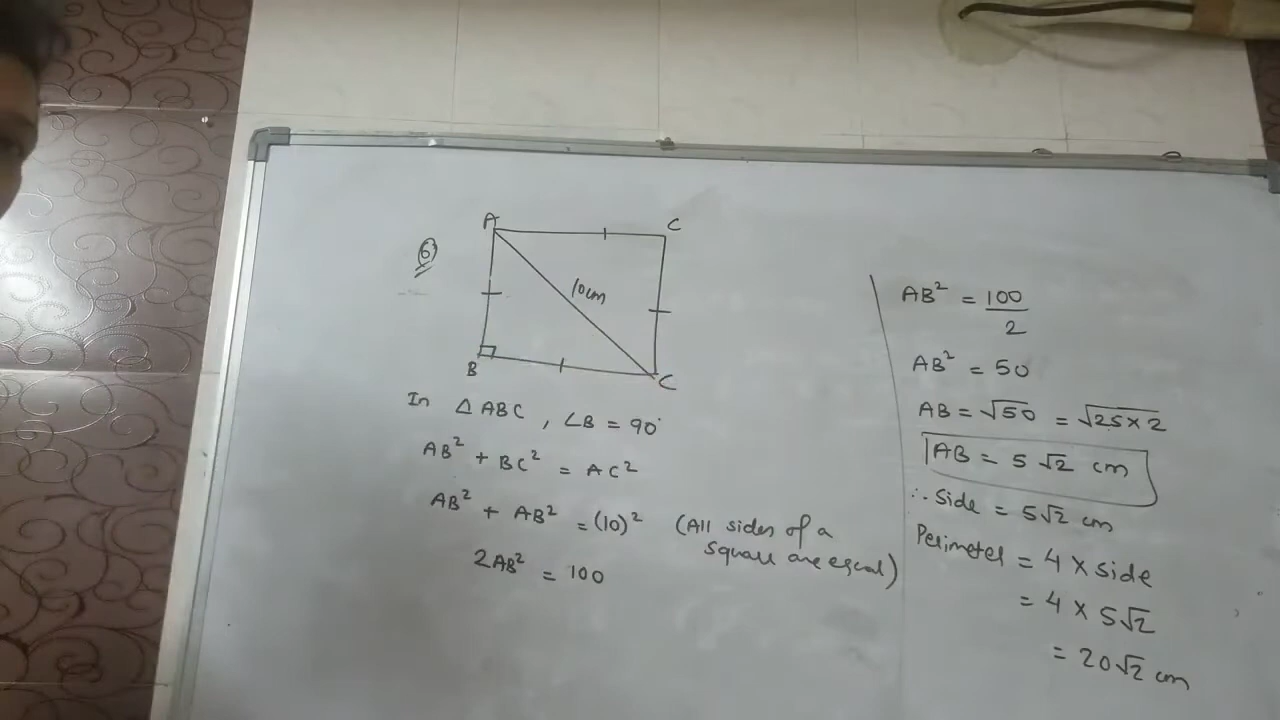 6
A C
10cm
B C
In △ABC, ∠B = 90°
AB² + BC² = AC²
AB² + AB² = (10)² (All sides of a
square are equal)
2AB² = 100
AB² = 100/2
AB² = 50
AB = √50 = √25×2
AB = 5√2 cm
∴ Side = 5√2 cm
Perimeter = 4 × side
= 4 × 5√2
= 20√2 cm